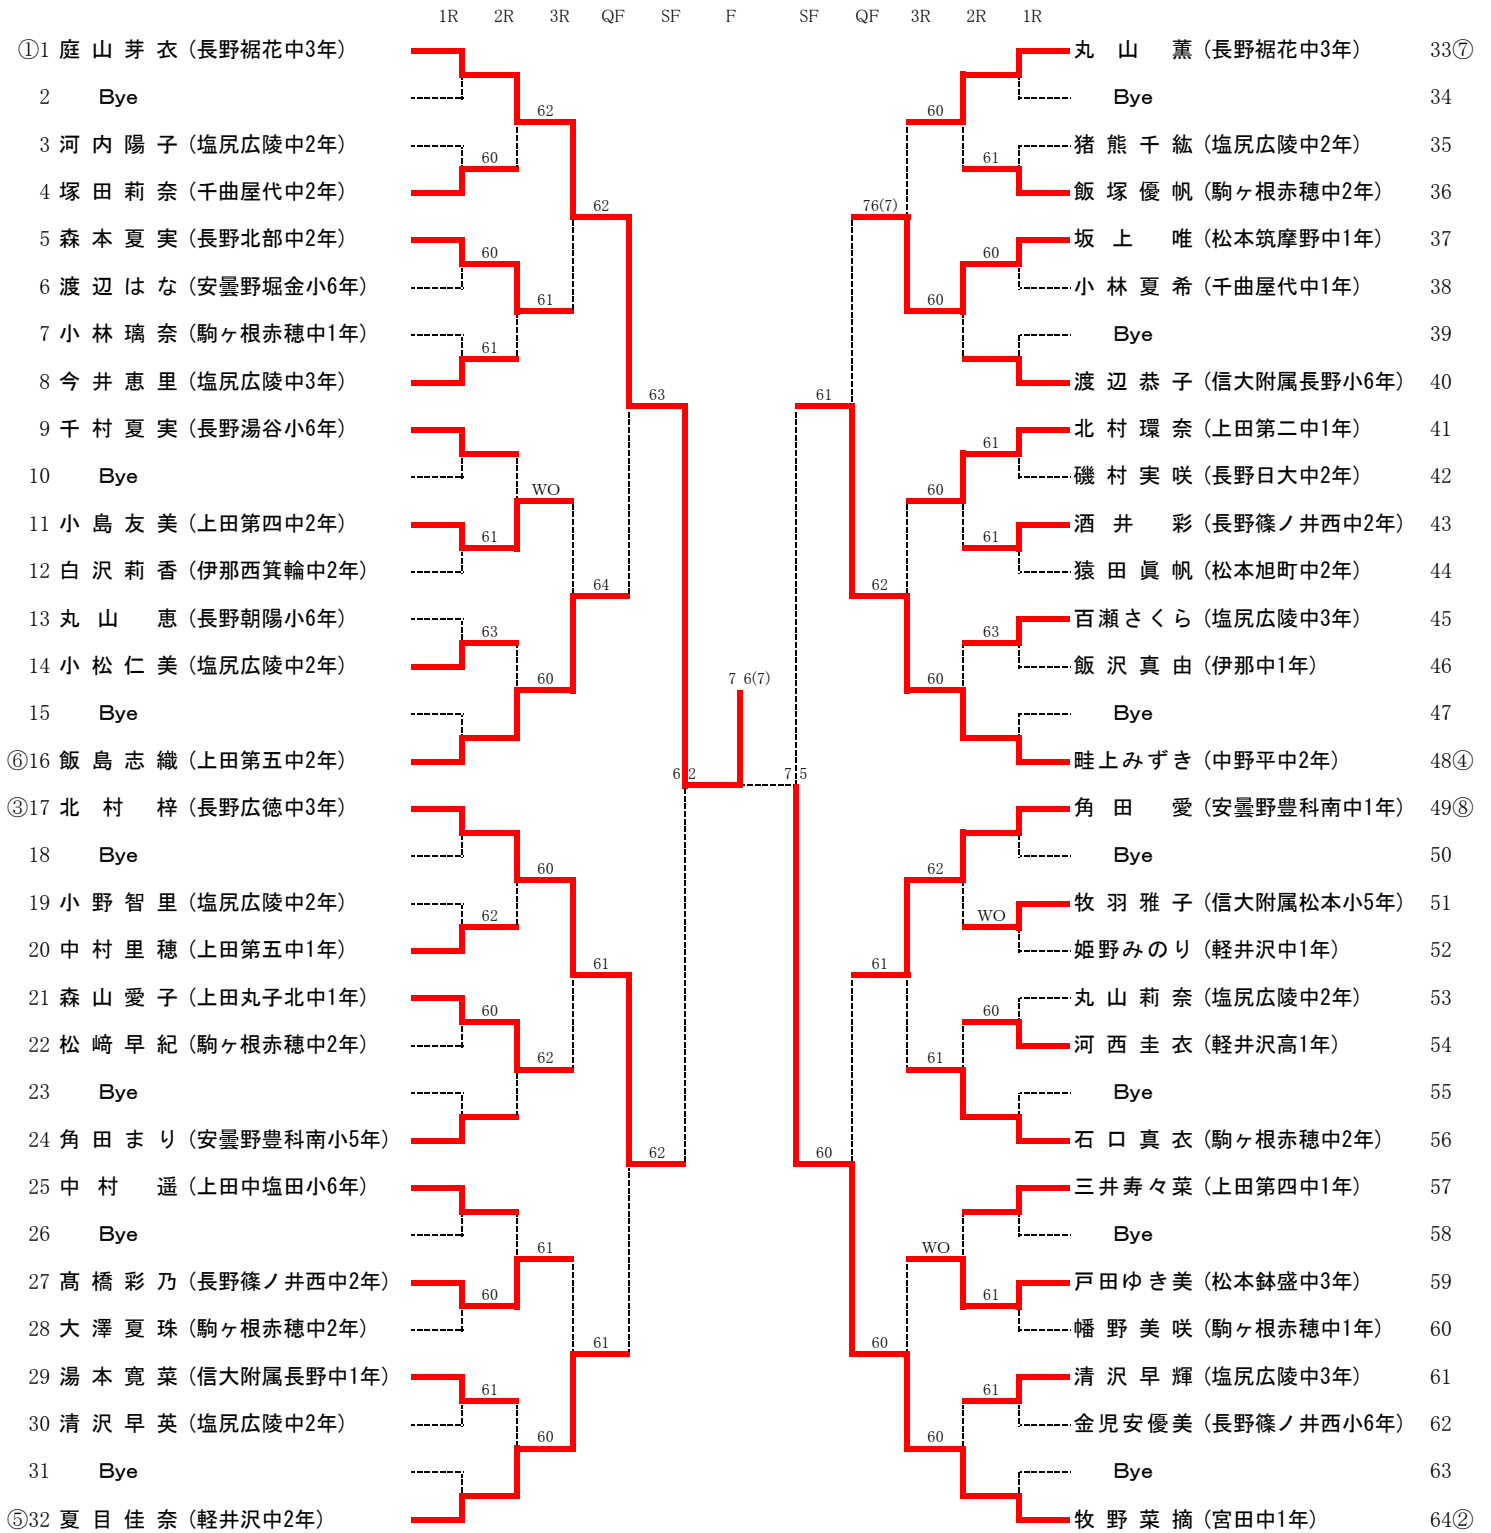 1R 2R 3R QF SF F SF QF 3R 2R 1R
①1 庭山芽衣 (長野裾花中3年) 丸山 薫 (長野裾花中3年) 33⑦
2 Bye Bye 34
62 60
3 河内陽子 (塩尻広陵中2年) 猪熊千紘 (塩尻広陵中2年) 35
60 61
4 塚田莉奈 (千曲屋代中2年) 飯塚優帆 (駒ヶ根赤穂中2年) 36
62 76(7)
5 森本夏実 (長野北部中2年) 坂上 唯 (松本筑摩野中1年) 37
60 60
6 渡辺はな (安曇野堀金小6年) 小林夏希 (千曲屋代中1年) 38
61 60
7 小林璃奈 (駒ヶ根赤穂中1年) Bye 39
61
8 今井恵里 (塩尻広陵中3年) 渡辺恭子 (信大附属長野小6年) 40
63 61
9 千村夏実 (長野湯谷小6年) 北村環奈 (上田第二中1年) 41
61
10 Bye 磯村実咲 (長野日大中2年) 42
WO 60
11 小島友美 (上田第四中2年) 酒井 彩 (長野篠ノ井西中2年) 43
61 61
12 白沢莉香 (伊那西箕輪中2年) 猿田眞帆 (松本旭町中2年) 44
64 62
13 丸山 恵 (長野朝陽小6年) 百瀬さくら (塩尻広陵中3年) 45
63 63
14 小松仁美 (塩尻広陵中2年) 飯沢真由 (伊那中1年) 46
60 7 6(7) 60
15 Bye Bye 47
⑥16 飯島志織 (上田第五中2年) 畦上みずき (中野平中2年) 48④
6 2 7 5
③17 北村 梓 (長野広徳中3年) 角田 愛 (安曇野豊科南中1年) 49⑧
18 Bye Bye 50
60 62
19 小野智里 (塩尻広陵中2年) 牧羽雅子 (信大附属松本小5年) 51
62 WO
20 中村里穂 (上田第五中1年) 姫野みのり (軽井沢中1年) 52
61 61
21 森山愛子 (上田丸子北中1年) 丸山莉奈 (塩尻広陵中2年) 53
60 60
22 松﨑早紀 (駒ヶ根赤穂中2年) 河西圭衣 (軽井沢高1年) 54
62 61
23 Bye Bye 55
24 角田まり (安曇野豊科南小5年) 石口真衣 (駒ヶ根赤穂中2年) 56
62 60
25 中村 遥 (上田中塩田小6年) 三井寿々菜 (上田第四中1年) 57
26 Bye Bye 58
61 WO
27 髙橋彩乃 (長野篠ノ井西中2年) 戸田ゆき美 (松本鉢盛中3年) 59
60 61
28 大澤夏珠 (駒ヶ根赤穂中2年) 幡野美咲 (駒ヶ根赤穂中1年) 60
61 60
29 湯本寛菜 (信大附属長野中1年) 清沢早輝 (塩尻広陵中3年) 61
61 61
30 清沢早英 (塩尻広陵中2年) 金児安優美 (長野篠ノ井西小6年) 62
60 60
31 Bye Bye 63
⑤32 夏目佳奈 (軽井沢中2年) 牧野菜摘 (宮田中1年) 64②